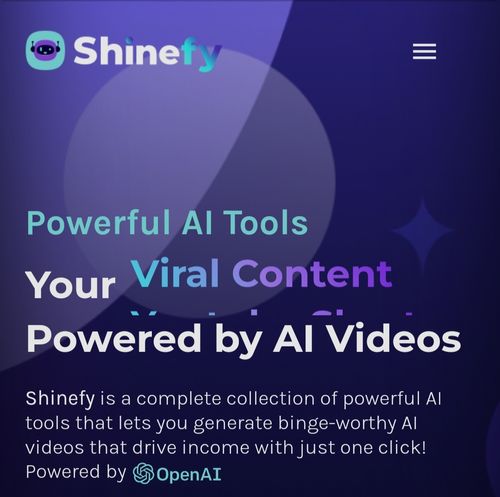 Shinefy
Powerful AI Tools
Your Viral Content
Powered by AI Videos
Shinefy is a complete collection of powerful AI
tools that lets you generate binge-worthy AI
videos that drive income with just one click!
Powered by OpenAI